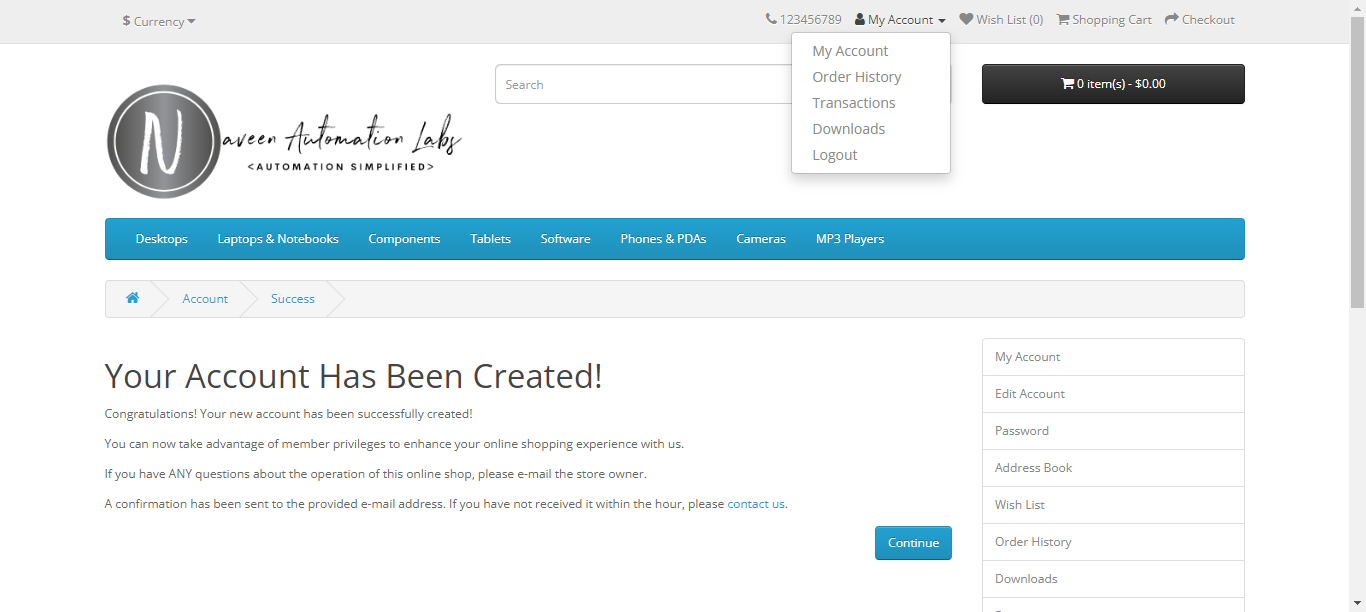 $ Currency
123456789 My Account Wish List (0) Shopping Cart Checkout
My Account
Order History
Transactions
Downloads
Logout
Search
0 item(s) - $0.00
N
aveen Automation Labs
<AUTOMATION SIMPLIFIED>
Desktops Laptops & Notebooks Components Tablets Software Phones & PDAs Cameras MP3 Players
Account Success
Your Account Has Been Created!
Congratulations! Your new account has been successfully created!
You can now take advantage of member privileges to enhance your online shopping experience with us.
If you have ANY questions about the operation of this online shop, please e-mail the store owner.
A confirmation has been sent to the provided e-mail address. If you have not received it within the hour, please contact us.
Continue
My Account
Edit Account
Password
Address Book
Wish List
Order History
Downloads